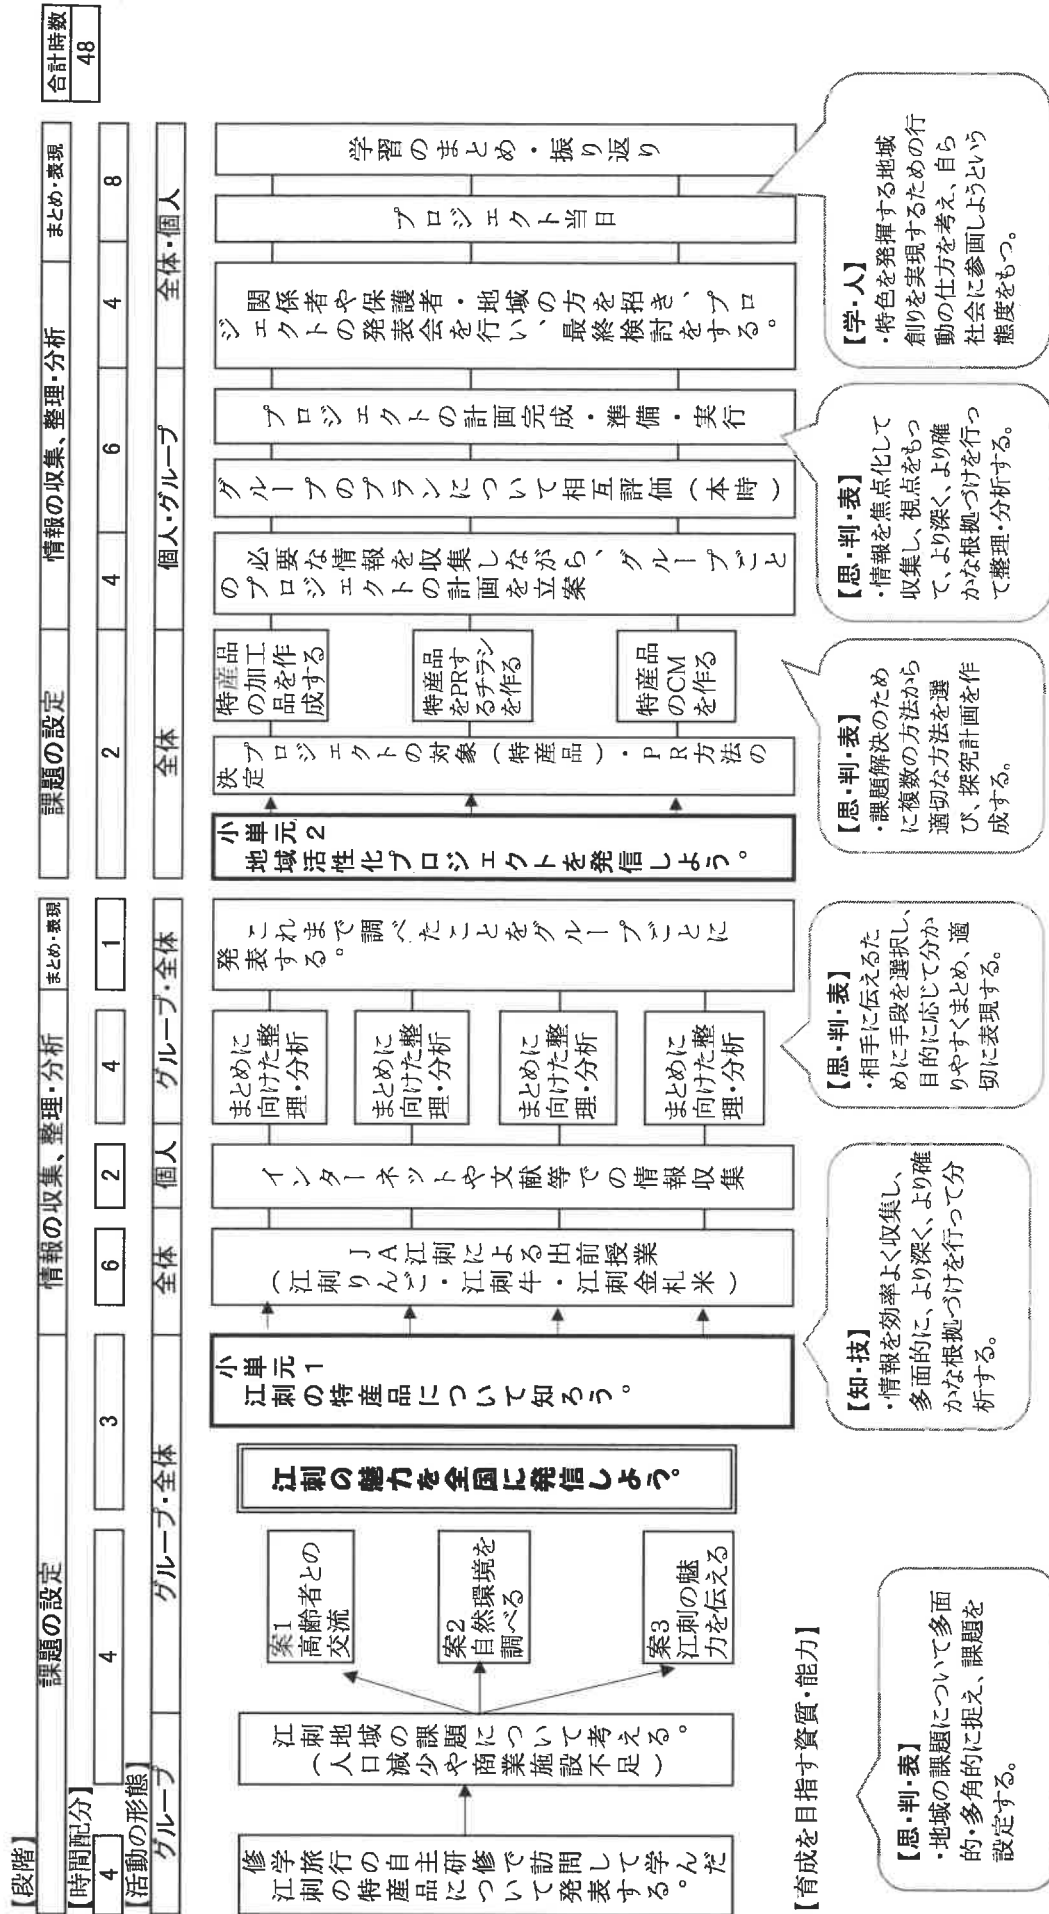 合計時数
48
【段階】
課題の設定
情報の収集、整理・分析
まとめ・表現
課題の設定
情報の収集、整理・分析
まとめ・表現
【時間配分】
4
4
3
6
2
4
1
2
4
6
4
8
【活動の形態】
グループ
グループ・全体
全体
個人
グループ・全体
全体
個人・グループ
全体・個人
修学旅行の自主研修で訪問して学んだ
江刺の特産品について発表する。
江刺地域の課題について考える。
（人口減少や商業施設不足）
案1
高齢者との
交流
案2
自然環境を
調べる
案3
江刺の魅
力を伝える
江刺の魅力を全国に発信しよう。
小単元1
江刺の特産品について知ろう。
ＪＡ江刺による出前授業
（江刺りんご・江刺牛・江刺金札米）
インターネットや文献等での情報収集
まとめに
向けた整
理・分析
まとめに
向けた整
理・分析
まとめに
向けた整
理・分析
まとめに
向けた整
理・分析
これまで調べたことをグループごとに
発表する。
小単元2
地域活性化プロジェクトを発信しよう。
プロジェクトの対象（特産品）・ＰＲ方法の
決定
特産品
の加工
品を作
成する
特産品
をPRす
るチラシ
を作る
特産品
のCM
を作る
必要な情報を収集しながら、グループごと
のプロジェクトの計画を立案
グループのプランについて相互評価（本時）
プロジェクトの計画完成・準備・実行
関係者や保護者・地域の方を招き、プロ
ジェクトの発表会を行い、最終検討をする。
プロジェクト当日
学習のまとめ・振り返り
【育成を目指す資質・能力】
【思・判・表】
・地域の課題について多面
的・多角的に捉え、課題を
設定する。
【知・技】
・情報を効率よく収集し、
多面的に、より深く、より確
かな根拠づけを行って分
析する。
【思・判・表】
・相手に伝えるた
めに手段を選択し、
目的に応じて分か
りやすくまとめ、適
切に表現する。
【思・判・表】
・課題解決のため
に複数の方法から
適切な方法を選
び、探究計画を作
成する。
【思・判・表】
・情報を焦点化して
収集し、視点をもっ
て、より深く、より確
かな根拠づけを行っ
て整理・分析する。
【学・人】
・特色を発揮する地域
創りを実現するための行
動の仕方を考え、自ら
社会に参画しようという
態度をもつ。